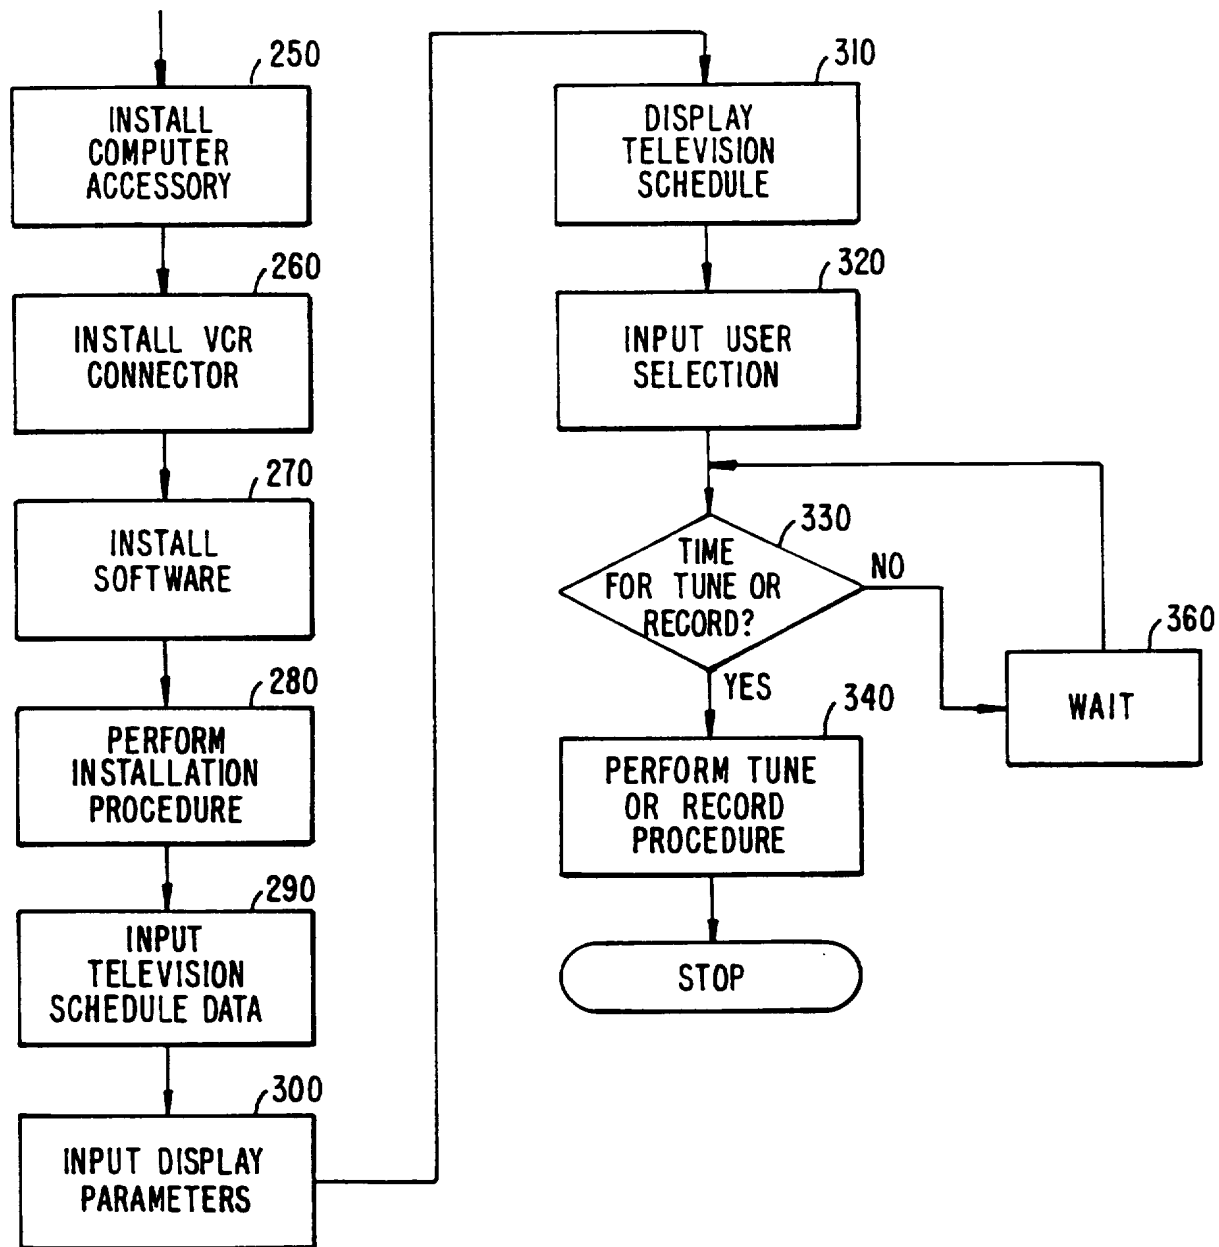 250
INSTALL
COMPUTER
ACCESSORY
260
INSTALL VCR
CONNECTOR
270
INSTALL
SOFTWARE
280
PERFORM
INSTALLATION
PROCEDURE
290
INPUT
TELEVISION
SCHEDULE DATA
300
INPUT DISPLAY
PARAMETERS
310
DISPLAY
TELEVISION
SCHEDULE
320
INPUT USER
SELECTION
330
TIME
FOR TUNE OR
RECORD?
NO
YES
360
WAIT
340
PERFORM TUNE
OR RECORD
PROCEDURE
STOP